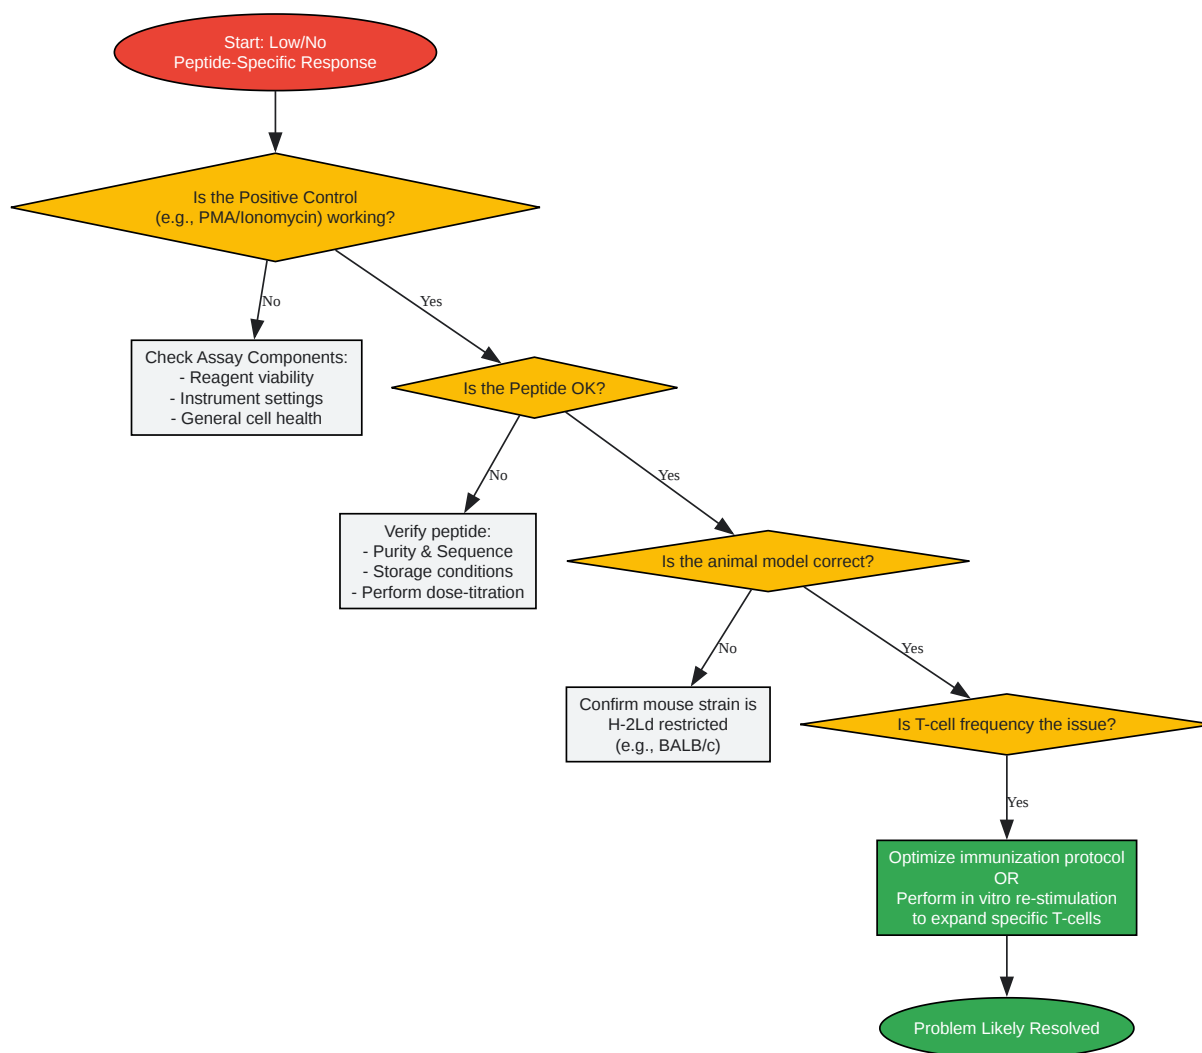 Start: Low/No
Peptide-Specific Response
Is the Positive Control
(e.g., PMA/Ionomycin) working?
No
Yes
Check Assay Components:
- Reagent viability
- Instrument settings
- General cell health
Is the Peptide OK?
No
Yes
Verify peptide:
- Purity & Sequence
- Storage conditions
- Perform dose-titration
Is the animal model correct?
No
Yes
Confirm mouse strain is
H-2Ld restricted
(e.g., BALB/c)
Is T-cell frequency the issue?
Yes
Optimize immunization protocol
OR
Perform in vitro re-stimulation
to expand specific T-cells
Problem Likely Resolved